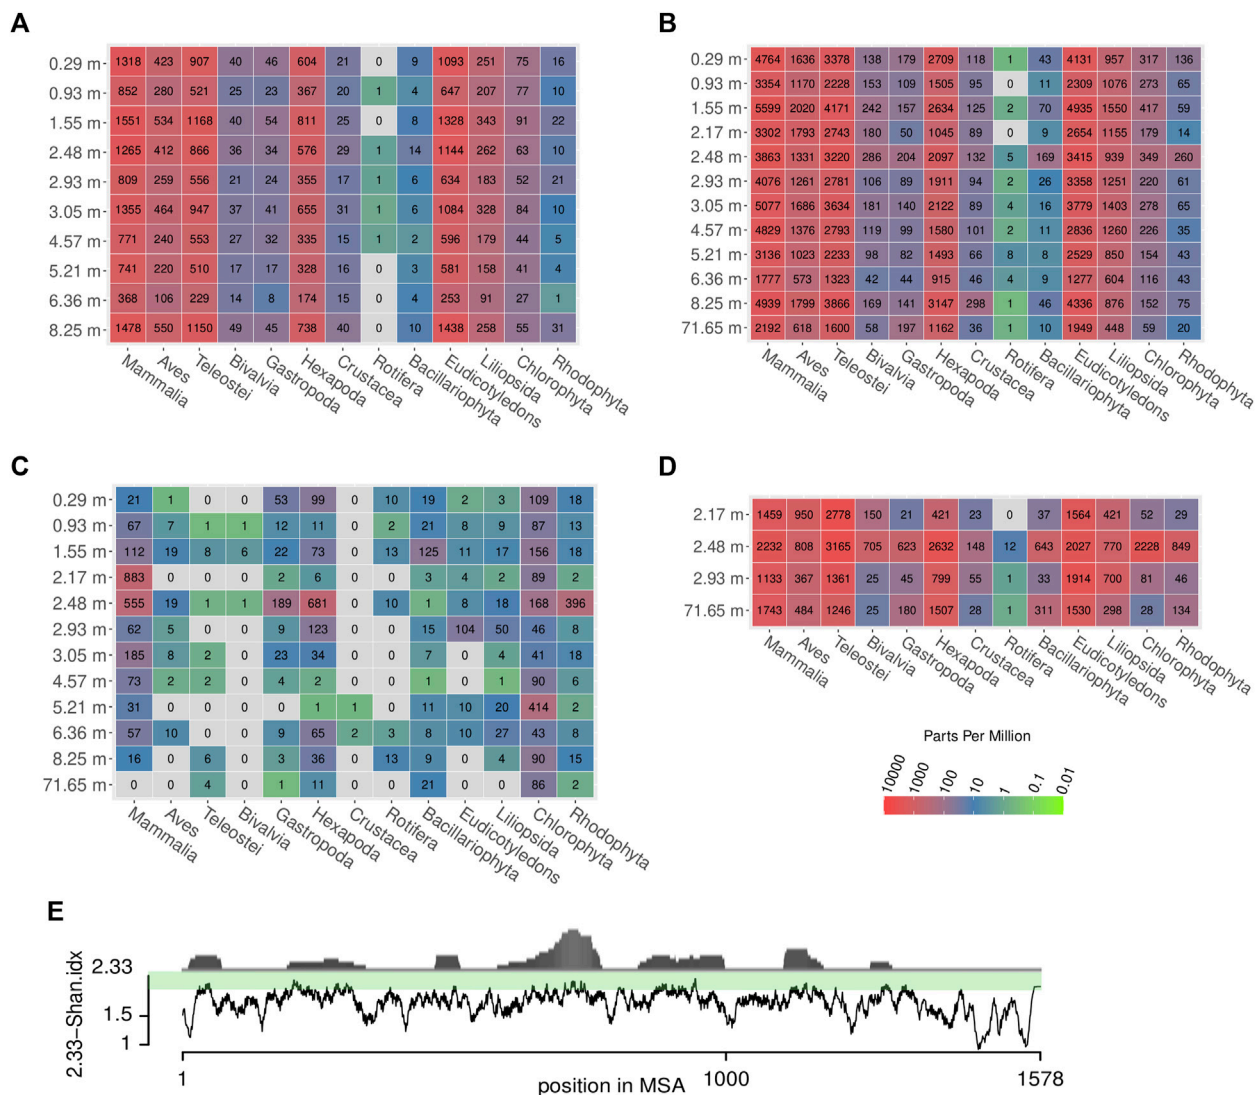 A
0.29 m 1318 423 907 40 46 604 21 0 9 1093 251 75 16
0.93 m 852 280 521 25 23 367 20 1 4 647 207 77 10
1.55 m 1551 534 1168 40 54 811 25 0 8 1328 343 91 22
2.48 m 1265 412 866 36 34 576 29 1 14 1144 262 63 10
2.93 m 809 259 556 21 24 355 17 1 6 634 183 52 21
3.05 m 1355 464 947 37 41 655 31 1 6 1084 328 84 10
4.57 m 771 240 553 27 32 335 15 1 2 596 179 44 5
5.21 m 741 220 510 17 17 328 16 0 3 581 158 41 4
6.36 m 368 106 229 14 8 174 15 0 4 253 91 27 1
8.25 m 1478 550 1150 49 45 738 40 0 10 1438 258 55 31
Mammalia Aves Teleostei Bivalvia Gastropoda Hexapoda Crustacea Rotifera Bacillariophyta Eudicotyledons Liliopsida Chlorophyta Rhodophyta
B
0.29 m 4764 1636 3378 138 179 2709 118 1 43 4131 957 317 136
0.93 m 3354 1170 2228 153 109 1505 95 0 11 2309 1076 273 65
1.55 m 5599 2020 4171 242 157 2634 125 2 70 4935 1550 417 59
2.17 m 3302 1793 2743 180 50 1045 89 0 9 2654 1155 179 14
2.48 m 3863 1331 3220 286 204 2097 132 5 169 3415 939 349 260
2.93 m 4076 1261 2781 106 89 1911 94 2 26 3358 1251 220 61
3.05 m 5077 1686 3634 181 140 2122 89 4 16 3779 1403 278 65
4.57 m 4829 1376 2793 119 99 1580 101 2 11 2836 1260 226 35
5.21 m 3136 1023 2233 98 82 1493 66 8 8 2529 850 154 43
6.36 m 1777 573 1323 42 44 915 46 4 9 1277 604 116 43
8.25 m 4939 1799 3866 169 141 3147 298 1 46 4336 876 152 75
71.65 m 2192 618 1600 58 197 1162 36 1 10 1949 448 59 20
Mammalia Aves Teleostei Bivalvia Gastropoda Hexapoda Crustacea Rotifera Bacillariophyta Eudicotyledons Liliopsida Chlorophyta Rhodophyta
C
0.29 m 21 1 0 0 53 99 0 10 19 2 3 109 18
0.93 m 67 7 1 1 12 11 0 2 21 8 9 87 13
1.55 m 112 19 8 6 22 73 0 13 125 11 17 156 18
2.17 m 883 0 0 0 2 6 0 0 3 4 2 89 2
2.48 m 555 19 1 1 189 681 0 10 1 8 18 168 396
2.93 m 62 5 0 0 9 123 0 0 15 104 50 46 8
3.05 m 185 8 2 0 23 34 0 0 7 0 4 41 18
4.57 m 73 2 2 0 4 2 0 0 1 0 1 90 6
5.21 m 31 0 0 0 0 1 1 0 11 10 20 414 2
6.36 m 57 10 0 0 9 65 2 3 8 10 27 43 8
8.25 m 16 0 6 0 3 36 0 13 9 0 4 90 15
71.65 m 0 0 4 0 1 11 0 0 21 0 0 86 2
Mammalia Aves Teleostei Bivalvia Gastropoda Hexapoda Crustacea Rotifera Bacillariophyta Eudicotyledons Liliopsida Chlorophyta Rhodophyta
D
2.17 m 1459 950 2778 150 21 421 23 0 37 1564 421 52 29
2.48 m 2232 808 3165 705 623 2632 148 12 643 2027 770 2228 849
2.93 m 1133 367 1361 25 45 799 55 1 33 1914 700 81 46
71.65 m 1743 484 1246 25 180 1507 28 1 311 1530 298 28 134
Mammalia Aves Teleostei Bivalvia Gastropoda Hexapoda Crustacea Rotifera Bacillariophyta Eudicotyledons Liliopsida Chlorophyta Rhodophyta
Parts Per Million
10000 1000 100 10 1 0.1 0.01
E
2.33-Shan.idx
2.33
1.5
1
1 1000 1578
position in MSA